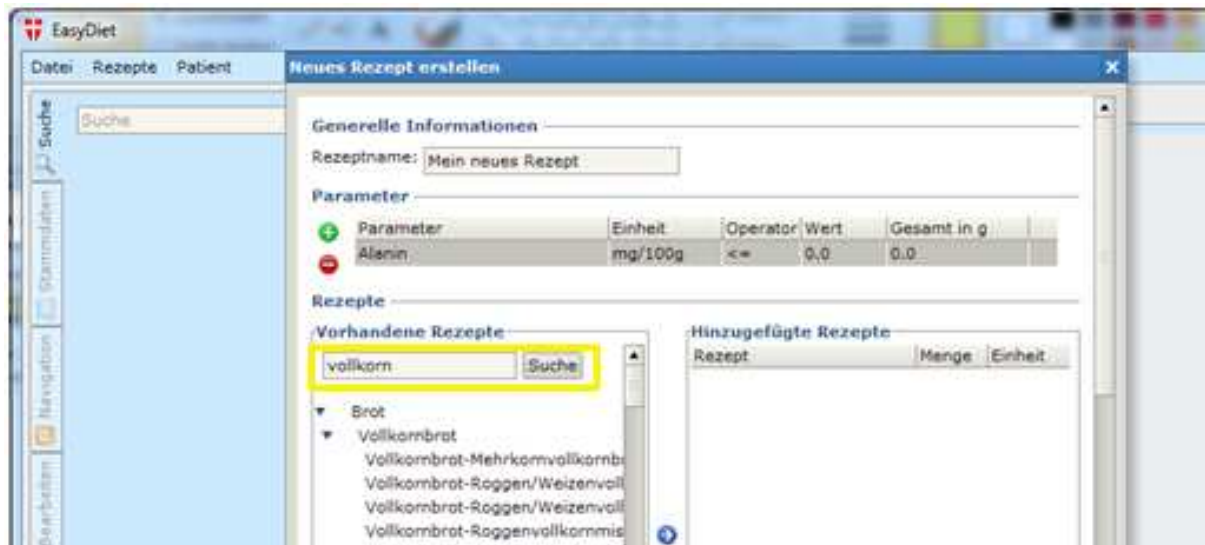 EasyDiet
Datei Rezepte Patient
Neues Rezept erstellen
Suche
Suche
Stammdaten
Navigation
Bearbeiten
Generelle Informationen
Rezeptname: Mein neues Rezept
Parameter
Parameter Einheit Operator Wert Gesamt in g
Alanin mg/100g <= 0.0 0.0
Rezepte
Vorhandene Rezepte
vollkorn Suche
Brot
Vollkornbrot
Vollkornbrot-Mehrkornvollkornb
Vollkornbrot-Roggen/Weizenvoll
Vollkornbrot-Roggen/Weizenvoll
Vollkornbrot-Roggenvollkornmis
Hinzugefügte Rezepte
Rezept Menge Einheit